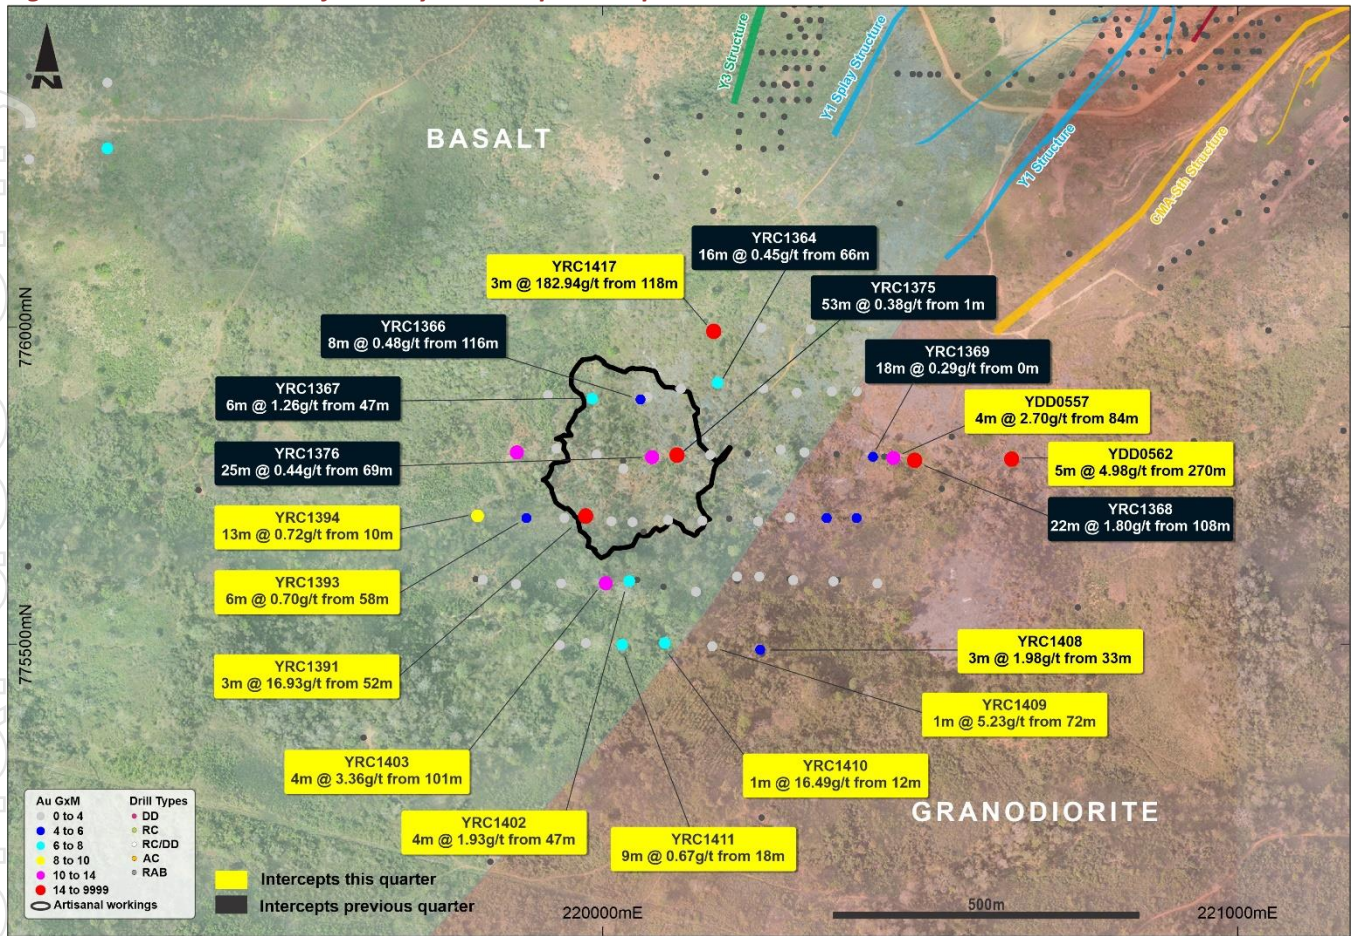 N
BASALT
Y3 Structure
Y1 Splay Structure
Y1 Structure
CMA Sth Structure
YRC1364
16m @ 0.45g/t from 66m
YRC1417
3m @ 182.94g/t from 118m
YRC1375
53m @ 0.38g/t from 1m
776000mN
YRC1366
8m @ 0.48g/t from 116m
YRC1369
18m @ 0.29g/t from 0m
YRC1367
6m @ 1.26g/t from 47m
YDD0557
4m @ 2.70g/t from 84m
YRC1376
25m @ 0.44g/t from 69m
YDD0562
5m @ 4.98g/t from 270m
YRC1368
22m @ 1.80g/t from 108m
YRC1394
13m @ 0.72g/t from 10m
YRC1393
6m @ 0.70g/t from 58m
775500mN
YRC1408
3m @ 1.98g/t from 33m
YRC1391
3m @ 16.93g/t from 52m
YRC1409
1m @ 5.23g/t from 72m
YRC1403
4m @ 3.36g/t from 101m
YRC1410
1m @ 16.49g/t from 12m
GRANODIORITE
YRC1402
4m @ 1.93g/t from 47m
YRC1411
9m @ 0.67g/t from 18m
Au GxM
0 to 4
4 to 6
6 to 8
8 to 10
10 to 14
14 to 9999
Artisanal workings
Drill Types
DD
RC
RC/DD
AC
RAB
Intercepts this quarter
Intercepts previous quarter
220000mE
500m
221000mE